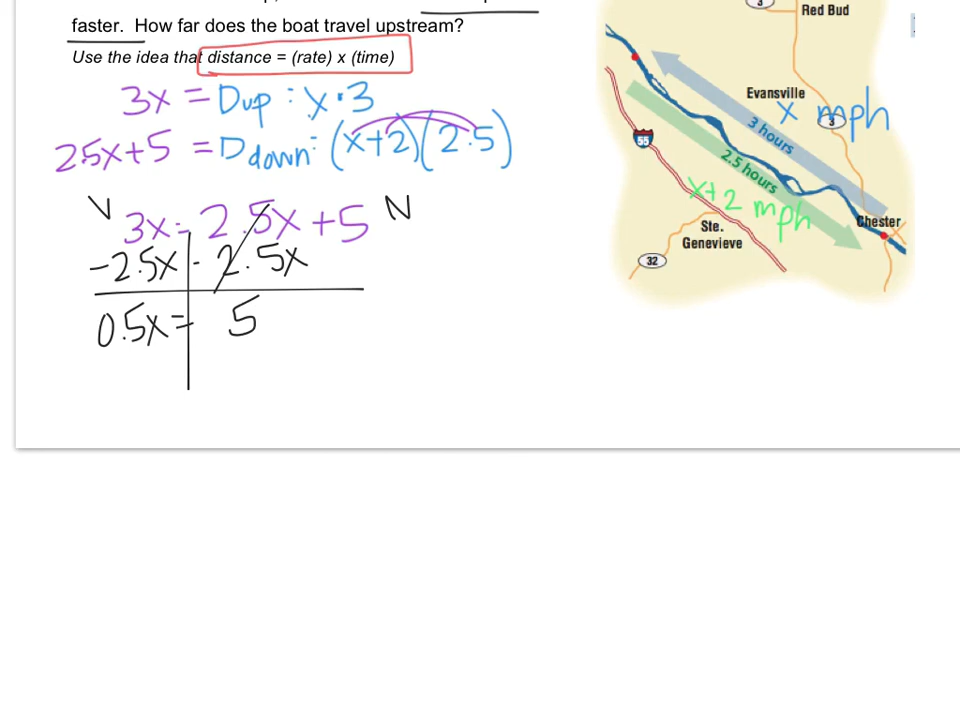 faster. How far does the boat travel upstream?
Use the idea that distance = (rate) x (time)
3x = Dup : x · 3
2.5x+5 = Ddown: (x+2)(2.5)
V 3x = 2.5x + 5 N
-2.5x - 2.5x
0.5x = 5
3
Red Bud
Evansville
x mph
3
3 hours
55
2.5 hours
x+2 mph
Chester
Ste.
Genevieve
32